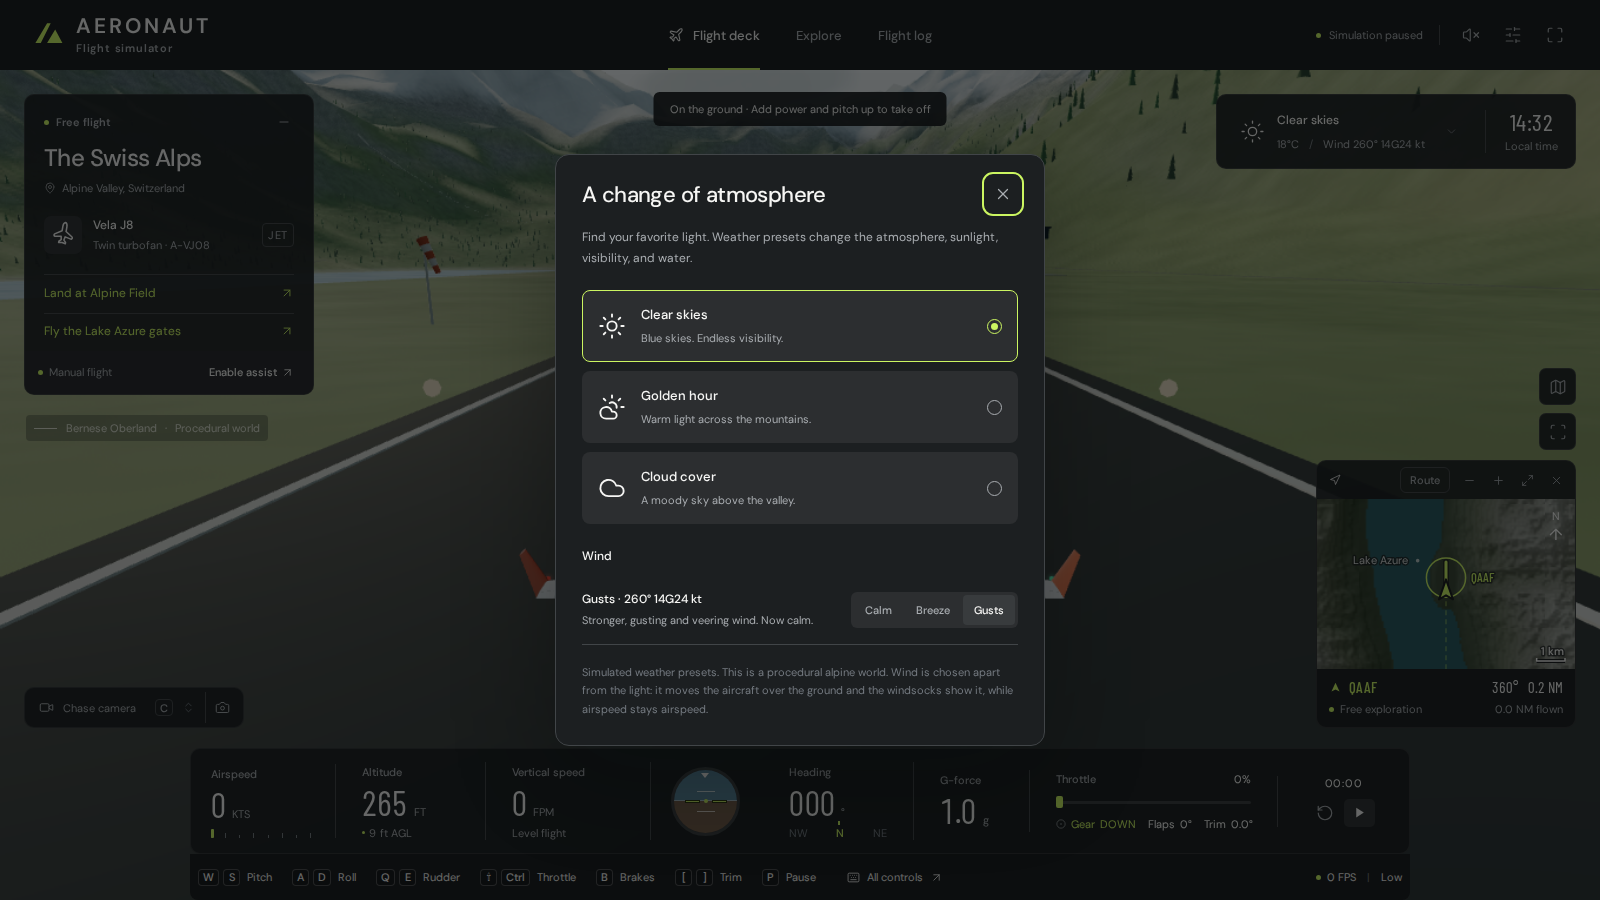 AERONAUT
Flight simulator
Flight deck
Explore
Flight log
Simulation paused
Free flight
The Swiss Alps
Alpine Valley, Switzerland
Vela J8
Twin turbofan · A-VJ08
JET
Land at Alpine Field
Fly the Lake Azure gates
Manual flight
Enable assist
Bernese Oberland · Procedural world
On the ground · Add power and pitch up to take off
Clear skies
18°C / Wind 260° 14G24 kt
14:32
Local time
A change of atmosphere
Find your favorite light. Weather presets change the atmosphere, sunlight,
visibility, and water.
Clear skies
Blue skies. Endless visibility.
Golden hour
Warm light across the mountains.
Cloud cover
A moody sky above the valley.
Wind
Gusts · 260° 14G24 kt
Stronger, gusting and veering wind. Now calm.
Calm
Breeze
Gusts
Simulated weather presets. This is a procedural alpine world. Wind is chosen apart
from the light: it moves the aircraft over the ground and the windsocks show it, while
airspeed stays airspeed.
Route
N
Lake Azure
QAAF
1 km
QAAF
360° 0.2 NM
Free exploration
0.0 NM flown
Chase camera
C
Airspeed
0 KTS
Altitude
265 FT
9 ft AGL
Vertical speed
0 FPM
Level flight
Heading
000°
NW N NE
G-force
1.0 g
Throttle
0%
Gear DOWN Flaps 0° Trim 0.0°
00:00
W S Pitch
A D Roll
Q E Rudder
⇧ Ctrl Throttle
B Brakes
[ ] Trim
P Pause
All controls
0 FPS | Low